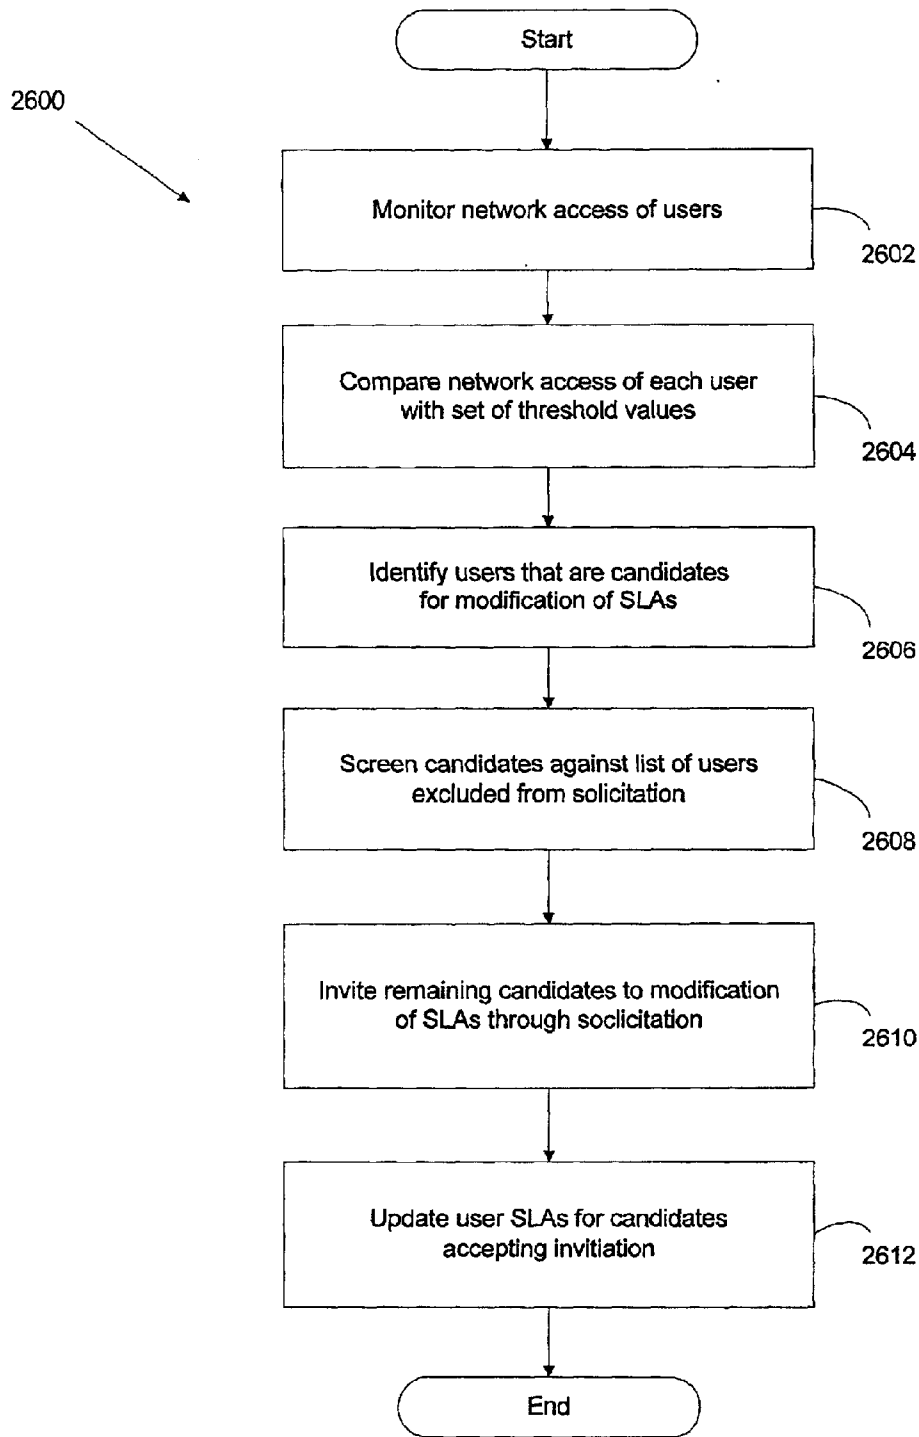 Start
2600
Monitor network access of users
2602
Compare network access of each user
with set of threshold values
2604
Identify users that are candidates
for modification of SLAs
2606
Screen candidates against list of users
excluded from solicitation
2608
Invite remaining candidates to modification
of SLAs through soclicitation
2610
Update user SLAs for candidates
accepting invitiation
2612
End